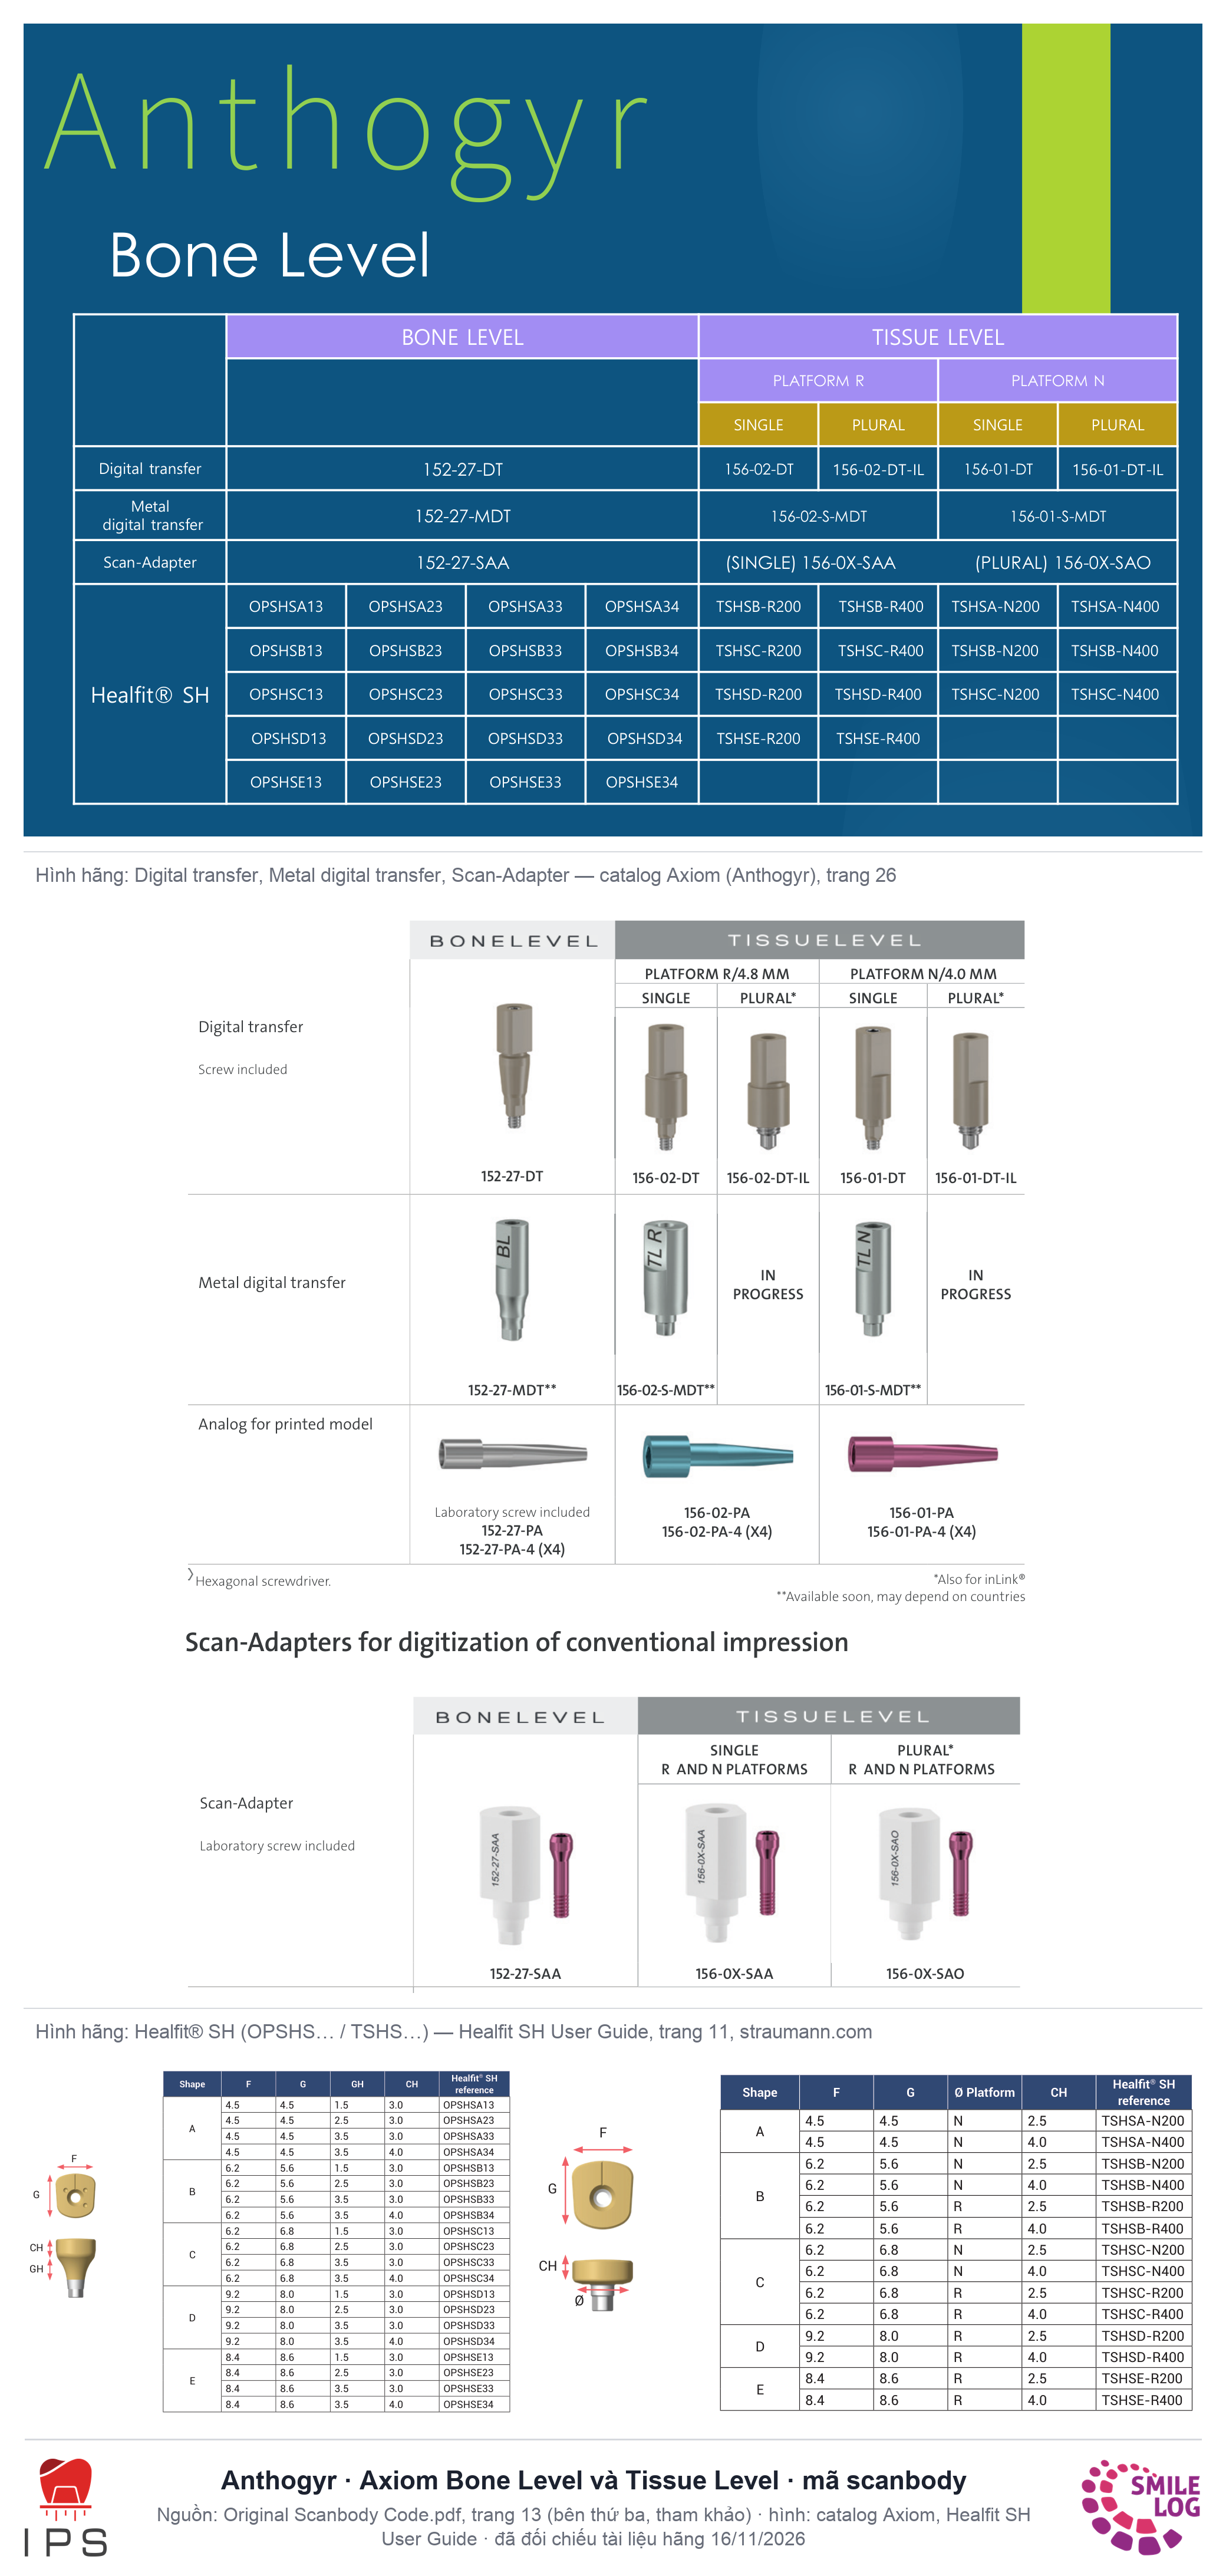 Anthogyr
Bone Level
BONE LEVEL TISSUE LEVEL
PLATFORM R PLATFORM N
SINGLE PLURAL SINGLE PLURAL
Digital transfer 152-27-DT 156-02-DT 156-02-DT-IL 156-01-DT 156-01-DT-IL
Metal
digital transfer 152-27-MDT 156-02-S-MDT 156-01-S-MDT
Scan-Adapter 152-27-SAA (SINGLE) 156-0X-SAA (PLURAL) 156-0X-SAO
OPSHSA13 OPSHSA23 OPSHSA33 OPSHSA34 TSHSB-R200 TSHSB-R400 TSHSA-N200 TSHSA-N400
OPSHSB13 OPSHSB23 OPSHSB33 OPSHSB34 TSHSC-R200 TSHSC-R400 TSHSB-N200 TSHSB-N400
Healfit® SH OPSHSC13 OPSHSC23 OPSHSC33 OPSHSC34 TSHSD-R200 TSHSD-R400 TSHSC-N200 TSHSC-N400
OPSHSD13 OPSHSD23 OPSHSD33 OPSHSD34 TSHSE-R200 TSHSE-R400
OPSHSE13 OPSHSE23 OPSHSE33 OPSHSE34
Hình hãng: Digital transfer, Metal digital transfer, Scan-Adapter — catalog Axiom (Anthogyr), trang 26
BONELEVEL TISSUELEVEL
PLATFORM R/4.8 MM PLATFORM N/4.0 MM
SINGLE PLURAL* SINGLE PLURAL*
Digital transfer
Screw included
152-27-DT 156-02-DT 156-02-DT-IL 156-01-DT 156-01-DT-IL
BL TL R TL N
Metal digital transfer IN PROGRESS IN PROGRESS
152-27-MDT** 156-02-S-MDT** 156-01-S-MDT**
Analog for printed model
Laboratory screw included 156-02-PA 156-01-PA
152-27-PA 156-02-PA-4 (X4) 156-01-PA-4 (X4)
152-27-PA-4 (X4)
Hexagonal screwdriver. *Also for inLink®
**Available soon, may depend on countries
Scan-Adapters for digitization of conventional impression
BONELEVEL TISSUELEVEL
SINGLE PLURAL*
R AND N PLATFORMS R AND N PLATFORMS
Scan-Adapter
Laboratory screw included
152-27-SAA 156-0X-SAA 156-0X-SAO
152-27-SAA 156-0X-SAA 156-0X-SAO
Hình hãng: Healfit® SH (OPSHS… / TSHS…) — Healfit SH User Guide, trang 11, straumann.com
F
G
CH
GH
Shape F G GH CH Healfit® SH reference
A 4.5 4.5 1.5 3.0 OPSHSA13
4.5 4.5 2.5 3.0 OPSHSA23
4.5 4.5 3.5 3.0 OPSHSA33
4.5 4.5 3.5 4.0 OPSHSA34
B 6.2 5.6 1.5 3.0 OPSHSB13
6.2 5.6 2.5 3.0 OPSHSB23
6.2 5.6 3.5 3.0 OPSHSB33
6.2 5.6 3.5 4.0 OPSHSB34
C 6.2 6.8 1.5 3.0 OPSHSC13
6.2 6.8 2.5 3.0 OPSHSC23
6.2 6.8 3.5 3.0 OPSHSC33
6.2 6.8 3.5 4.0 OPSHSC34
D 9.2 8.0 1.5 3.0 OPSHSD13
9.2 8.0 2.5 3.0 OPSHSD23
9.2 8.0 3.5 3.0 OPSHSD33
9.2 8.0 3.5 4.0 OPSHSD34
E 8.4 8.6 1.5 3.0 OPSHSE13
8.4 8.6 2.5 3.0 OPSHSE23
8.4 8.6 3.5 3.0 OPSHSE33
8.4 8.6 3.5 4.0 OPSHSE34
F
G
CH
Ø
Shape F G Ø Platform CH Healfit® SH reference
A 4.5 4.5 N 2.5 TSHSA-N200
4.5 4.5 N 4.0 TSHSA-N400
B 6.2 5.6 N 2.5 TSHSB-N200
6.2 5.6 N 4.0 TSHSB-N400
6.2 5.6 R 2.5 TSHSB-R200
6.2 5.6 R 4.0 TSHSB-R400
C 6.2 6.8 N 2.5 TSHSC-N200
6.2 6.8 N 4.0 TSHSC-N400
6.2 6.8 R 2.5 TSHSC-R200
6.2 6.8 R 4.0 TSHSC-R400
D 9.2 8.0 R 2.5 TSHSD-R200
9.2 8.0 R 4.0 TSHSD-R400
E 8.4 8.6 R 2.5 TSHSE-R200
8.4 8.6 R 4.0 TSHSE-R400
IPS
Anthogyr · Axiom Bone Level và Tissue Level · mã scanbody
Nguồn: Original Scanbody Code.pdf, trang 13 (bên thứ ba, tham khảo) · hình: catalog Axiom, Healfit SH
User Guide · đã đối chiếu tài liệu hãng 16/11/2026
SMILE
LOG